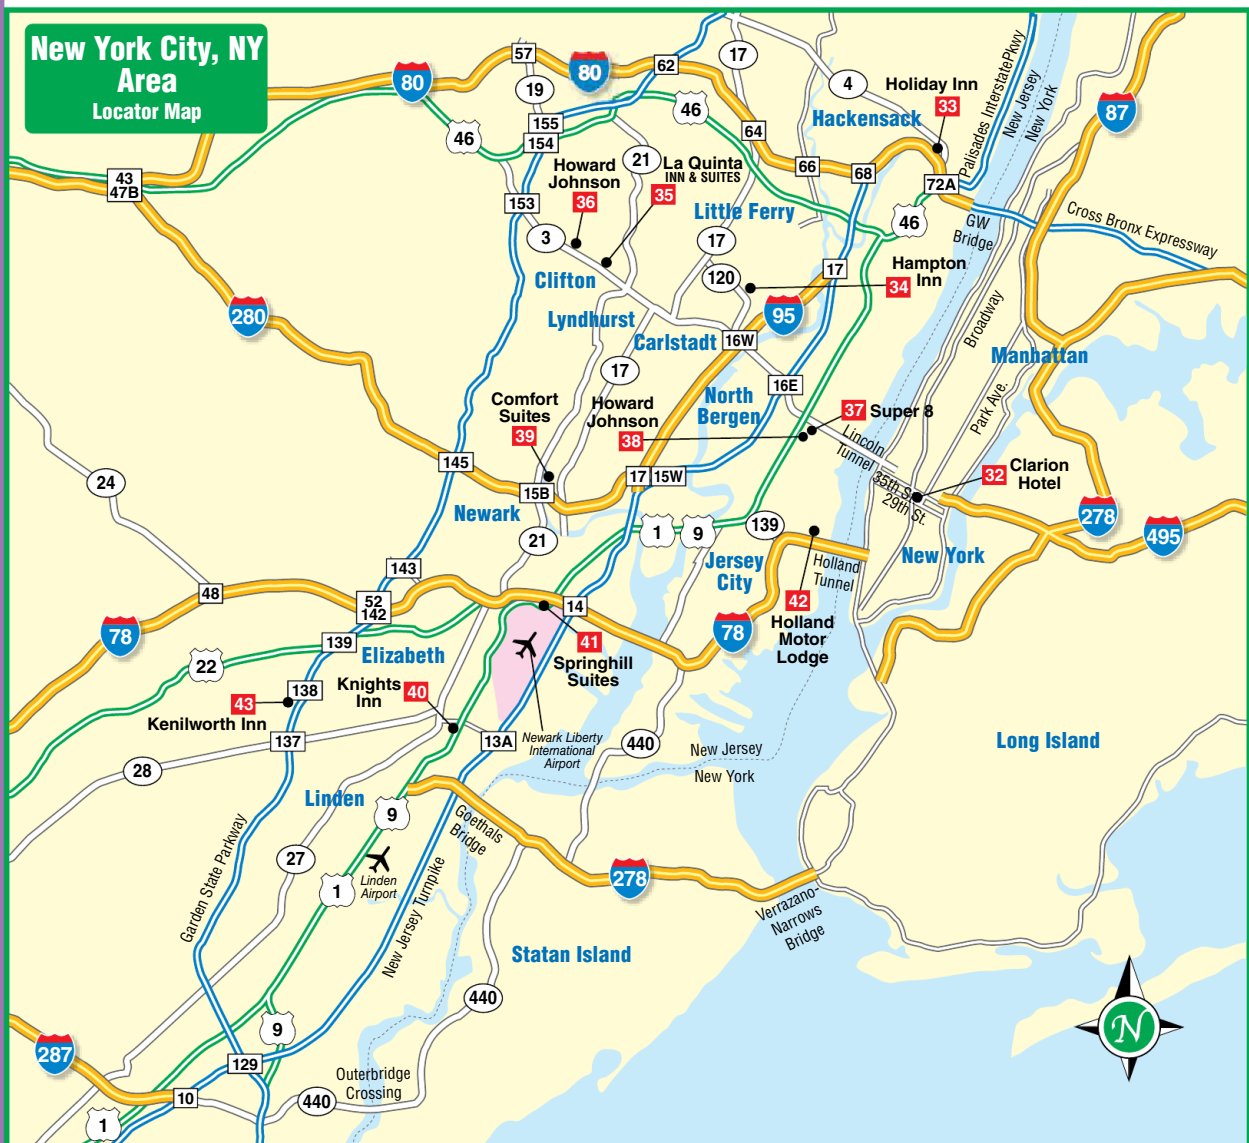 New York City, NY
Area
Locator Map
57
80
80
62
17
4
Holiday Inn
33
Palisades InterstatePkwy
New Jersey
New York
87
19
46
155
154
46
Hackensack
64
43
47B
Howard
Johnson
36
21
La Quinta
INN & SUITES
35
66
68
72A
153
Little Ferry
46
GW
Bridge
Cross Bronx Expressway
3
17
Clifton
120
17
Hampton
Inn
34
280
Lyndhurst
95
Broadway
Carlstadt
16W
Manhattan
17
16E
North
Bergen
Park Ave.
Comfort
Suites
39
Howard
Johnson
38
37
Super 8
Lincoln
Tunnel
145
24
17
15W
35th St.
29th St.
32
Clarion
Hotel
15B
Newark
278
495
21
1
9
139
Jersey
City
New York
Holland
Tunnel
143
48
52
142
14
42
Holland
Motor
Lodge
78
78
139
22
Elizabeth
41
Springhill
Suites
138
43
Kenilworth Inn
Knights
Inn
40
137
13A
Newark Liberty
International
Airport
440
New Jersey
New York
Long Island
28
Linden
9
Goethals
Bridge
Garden State Parkway
27
1
Linden
Airport
New Jersey Turnpike
278
Verrazano-
Narrows
Bridge
Statan Island
440
N
9
287
129
Outerbridge
Crossing
10
440
1